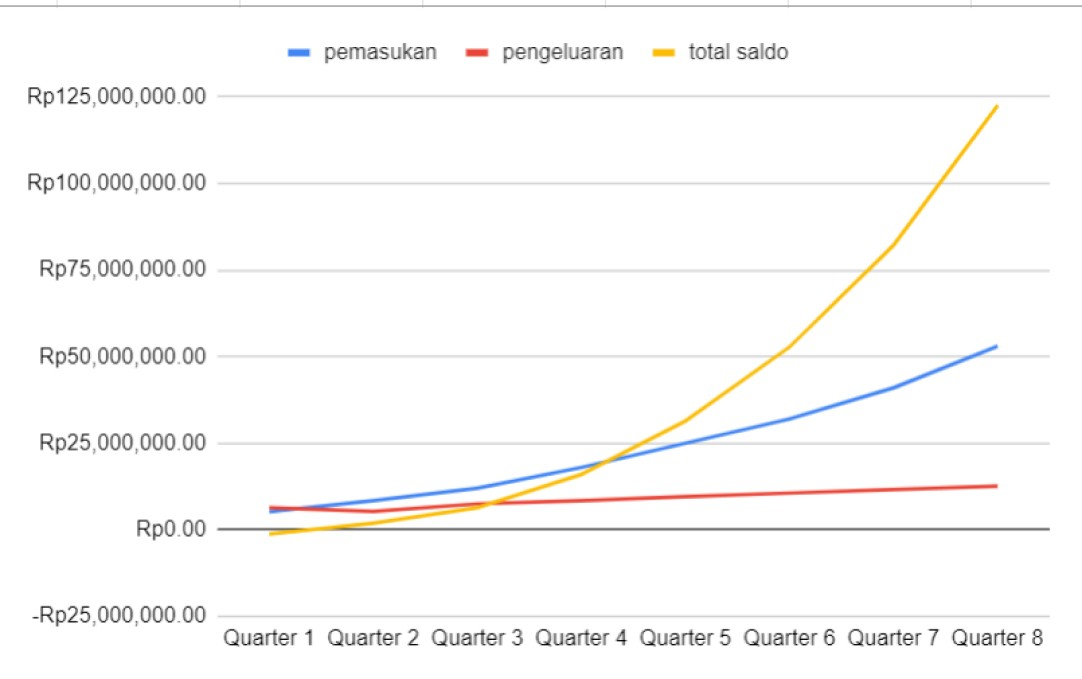 pemasukan pengeluaran total saldo
Rp125,000,000.00
Rp100,000,000.00
Rp75,000,000.00
Rp50,000,000.00
Rp25,000,000.00
Rp0.00
-Rp25,000,000.00
Quarter 1 Quarter 2 Quarter 3 Quarter 4 Quarter 5 Quarter 6 Quarter 7 Quarter 8